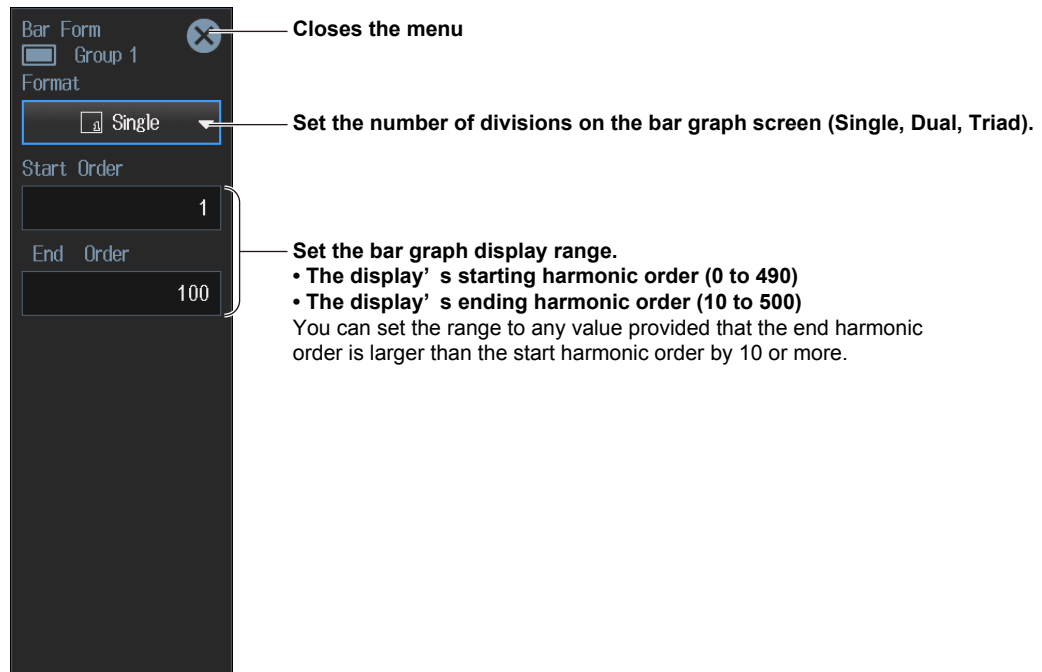 Bar Form
Closes the menu
Group 1
Format
Single
Set the number of divisions on the bar graph screen (Single, Dual, Triad).
Start Order
1
Set the bar graph display range.
End Order
• The display’ s starting harmonic order (0 to 490)
100
• The display’ s ending harmonic order (10 to 500)
You can set the range to any value provided that the end harmonic
order is larger than the start harmonic order by 10 or more.